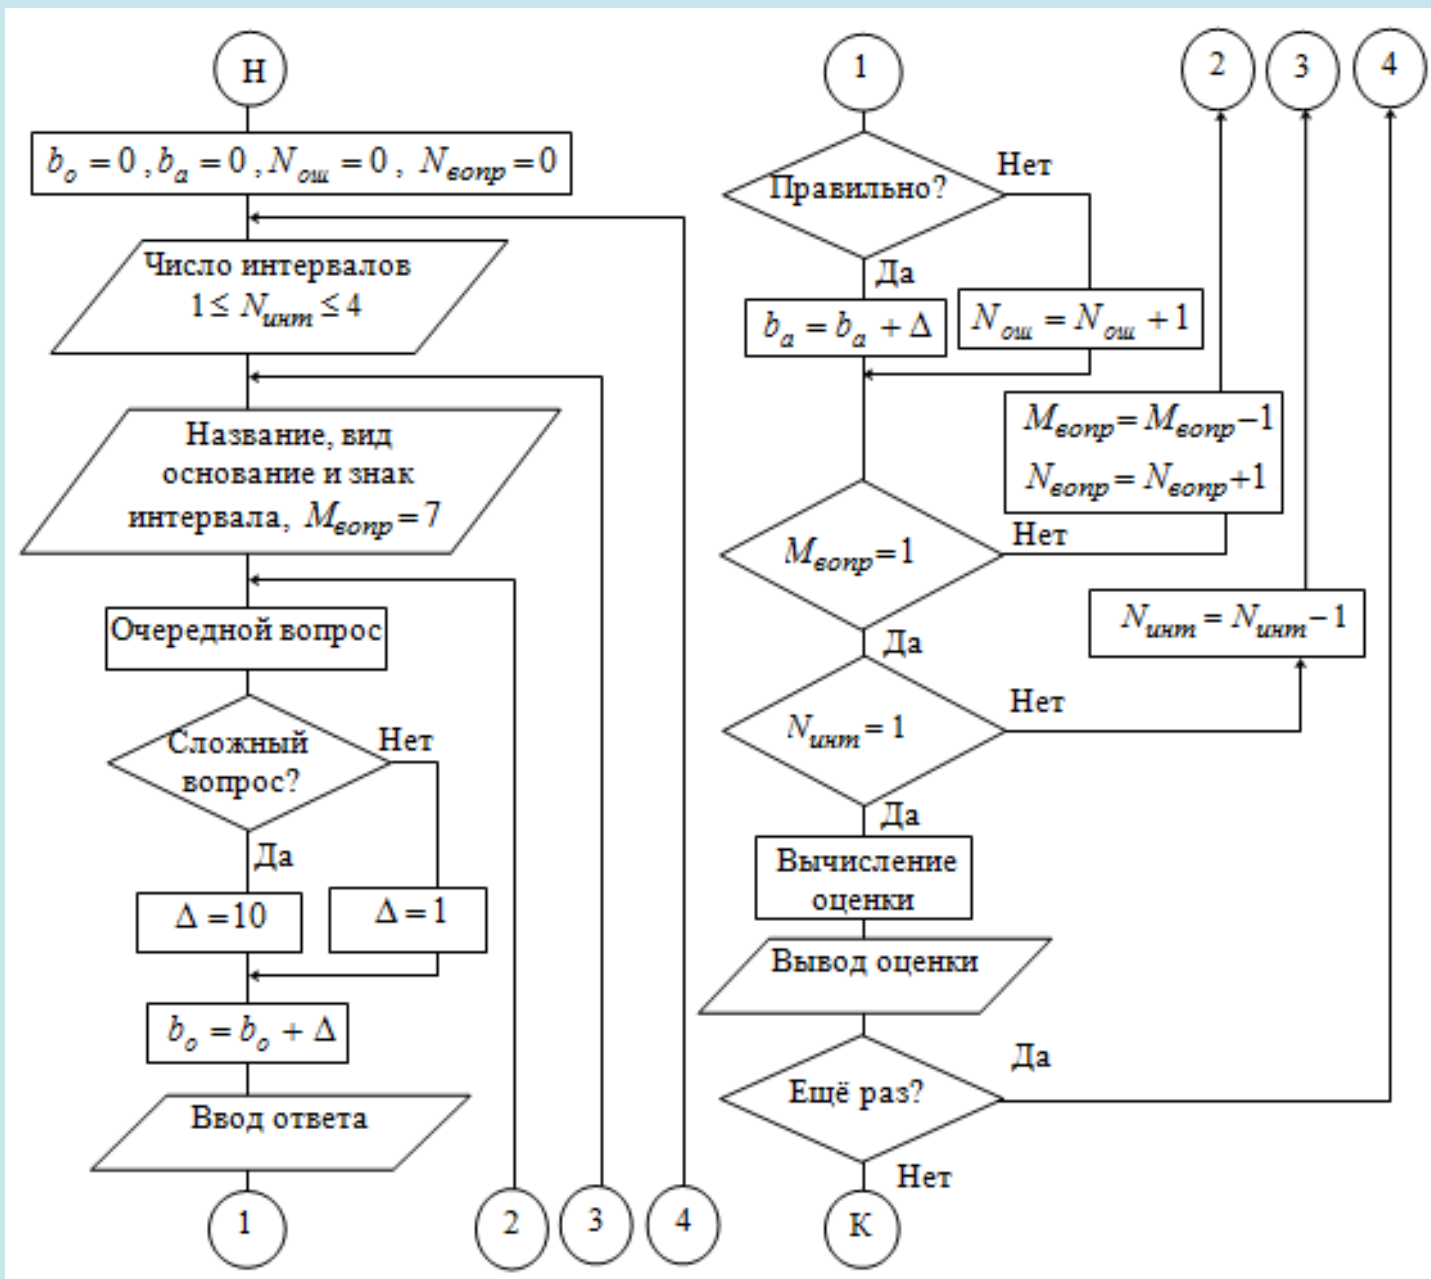 Н
b_o = 0 , b_a = 0 , N_ош = 0 , N_вопр = 0
Число интервалов
1 ≤ N_инт ≤ 4
Название, вид
основание и знак
интервала, M_вопр = 7
Очередной вопрос
Сложный
вопрос?
Нет
Да
Δ = 10
Δ = 1
b_o = b_o + Δ
Ввод ответа
1
2
3
4
1
2
3
4
Правильно?
Нет
Да
b_a = b_a + Δ
N_ош = N_ош + 1
M_вопр = M_вопр − 1
N_вопр = N_вопр + 1
M_вопр = 1
Нет
Да
N_инт = N_инт − 1
N_инт = 1
Нет
Да
Вычисление
оценки
Вывод оценки
Ещё раз?
Да
Нет
К